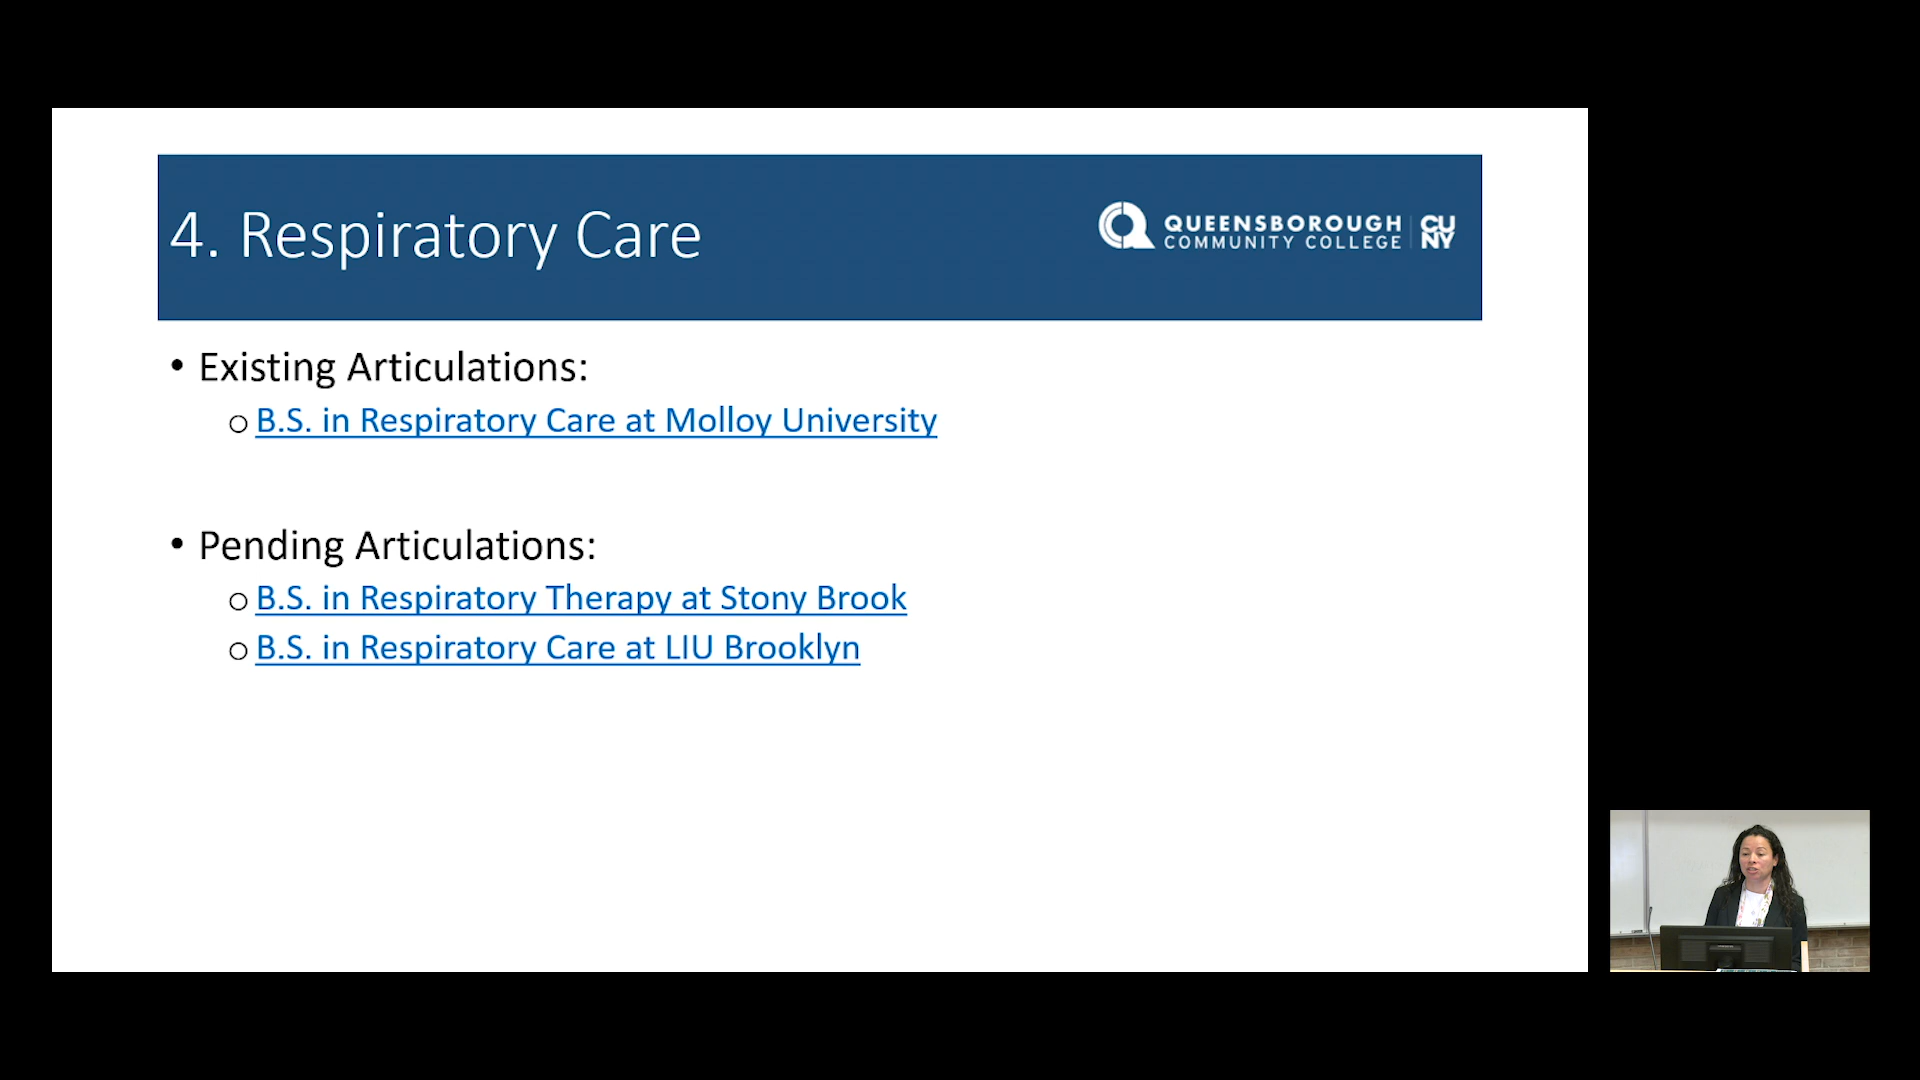 4. Respiratory Care
QUEENSBOROUGH
COMMUNITY COLLEGE
CU
NY
• Existing Articulations:
o B.S. in Respiratory Care at Molloy University
• Pending Articulations:
o B.S. in Respiratory Therapy at Stony Brook
o B.S. in Respiratory Care at LIU Brooklyn